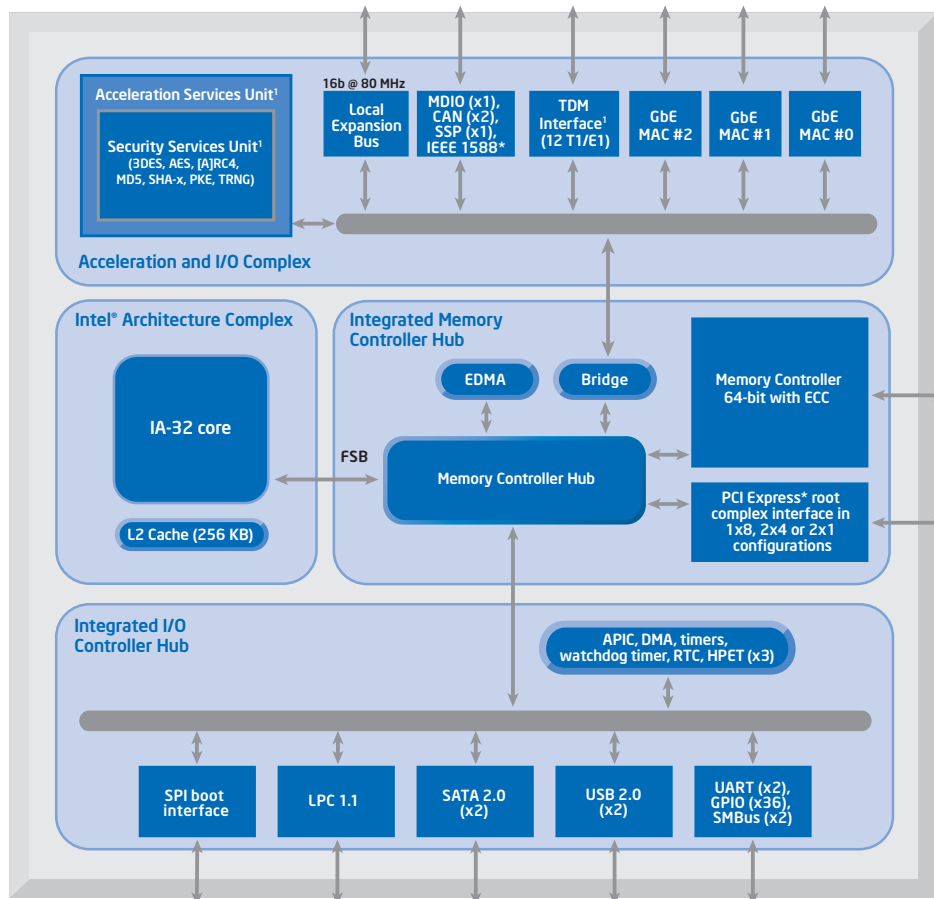 16b @ 80 MHz
Acceleration Services Unit¹
Security Services Unit¹
(3DES, AES, [A]RC4,
MD5, SHA-x, PKE, TRNG)
Local
Expansion
Bus
MDIO (x1),
CAN (x2),
SSP (x1),
IEEE 1588*
TDM
Interface¹
(12 T1/E1)
GbE
MAC #2
GbE
MAC #1
GbE
MAC #0
Acceleration and I/O Complex
Intel® Architecture Complex
IA-32 core
L2 Cache (256 KB)
FSB
Integrated Memory
Controller Hub
EDMA
Bridge
Memory Controller Hub
Memory Controller
64-bit with ECC
PCI Express* root
complex interface in
1x8, 2x4 or 2x1
configurations
Integrated I/O
Controller Hub
APIC, DMA, timers,
watchdog timer, RTC, HPET (x3)
SPI boot
interface
LPC 1.1
SATA 2.0
(x2)
USB 2.0
(x2)
UART (x2),
GPIO (x36),
SMBus (x2)